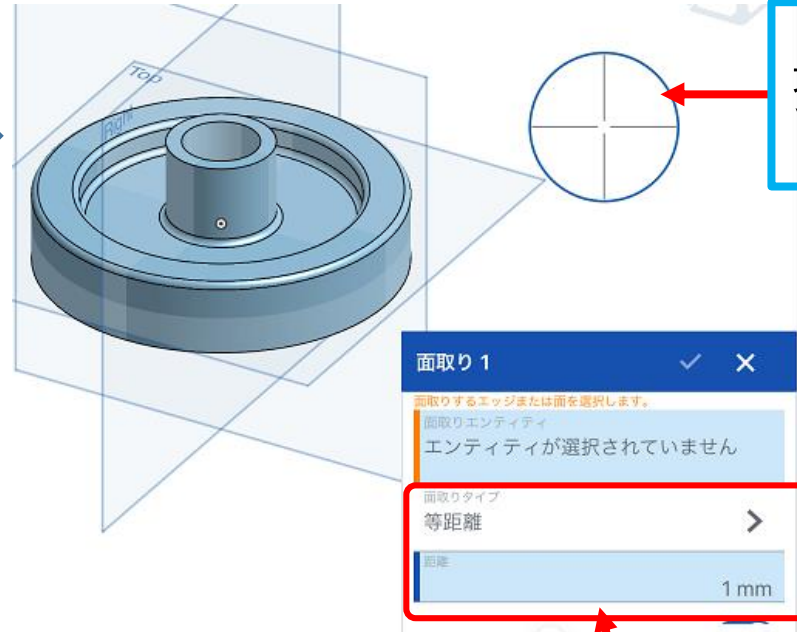 Top
Right
面取り 1
面取りするエッジまたは面を選択します。
面取りエンティティ
エンティティが選択されていません
面取りタイプ
等距離
距離
1 mm